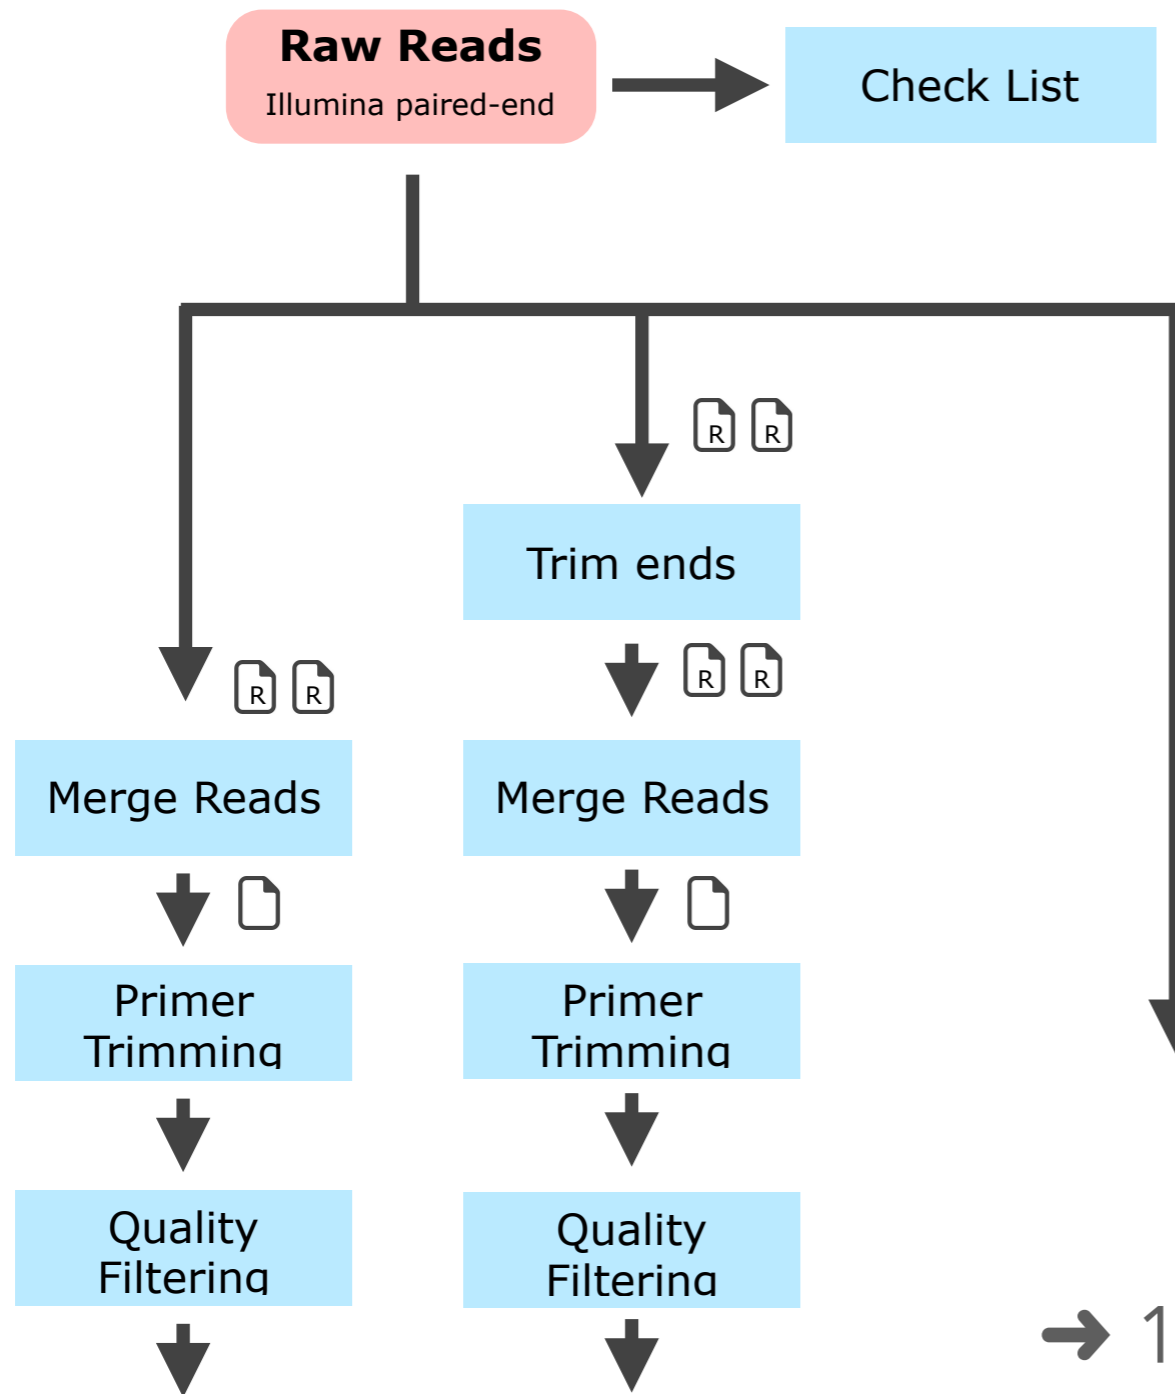 Raw Reads
Illumina paired-end
Check List
R R
Trim ends
R R
R R
Merge Reads
Merge Reads
Primer
Trimming
Primer
Trimming
Quality
Filtering
Quality
Filtering
➔ 1